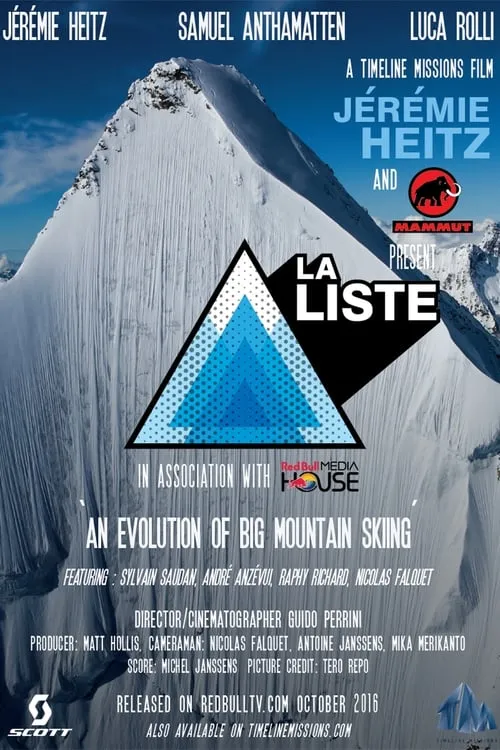 JÉRÉMIE HEITZ SAMUEL ANTHAMATTEN LUCA ROLLI
A TIMELINE MISSIONS FILM
JÉRÉMIE
HEITZ
AND
MAMMUT
PRESENT
LA
LISTE
IN ASSOCIATION WITH Red Bull MEDIA HOUSE
`AN EVOLUTION OF BIG MOUNTAIN SKIING´
FEATURING : SYLVAIN SAUDAN, ANDRÉ ANZÉVUI, RAPHY RICHARD, NICOLAS FALQUET
DIRECTOR/CINEMATOGRAPHER GUIDO PERRINI
PRODUCER: MATT HOLLIS, CAMERAMAN: NICOLAS FALQUET, ANTOINE JANSSENS, MIKA MERIKANTO
SCORE: MICHEL JANSSENS PICTURE CREDIT: TERO REPO
RELEASED ON REDBULLTV.COM OCTOBER 2016
ALSO AVAILABLE ON TIMELINEMISSIONS.COM
SCOTT
TIMELINE MISSIONS